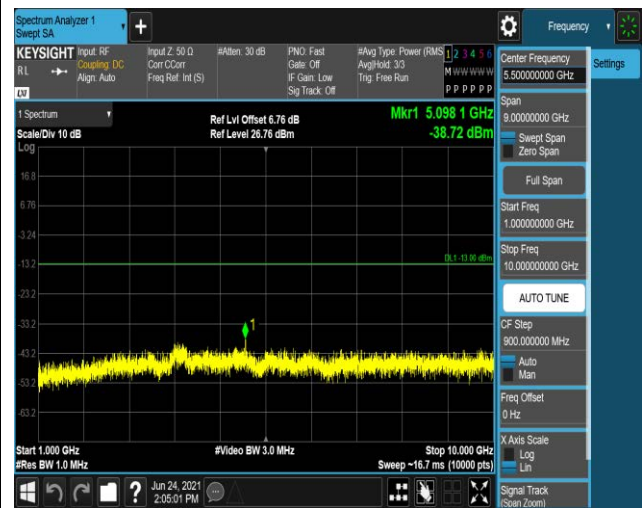 Spectrum Analyzer 1
Swept SA
Frequency
KEYSIGHT
RL
LXI
Input: RF
Coupling: DC
Align: Auto
Input Z: 50 Ω
Corr CCorr
Freq Ref: Int (S)
#Atten: 30 dB
PNO: Fast
Gate: Off
IF Gain: Low
Sig Track: Off
#Avg Type: Power (RMS
Avg|Hold: 3/3
Trig: Free Run
1 2 3 4 5 6
M W W W W W
P P P P P P
1 Spectrum
Scale/Div 10 dB
Log
Ref Lvl Offset 6.76 dB
Ref Level 26.76 dBm
Mkr1 5.098 1 GHz
-38.72 dBm
16.8
6.76
-3.24
-13.2
-23.2
-33.2
-43.2
-53.2
-63.2
DL1 -13.00 dBm
1
Start 1.000 GHz
#Res BW 1.0 MHz
#Video BW 3.0 MHz
Stop 10.000 GHz
Sweep ~16.7 ms (10000 pts)
Jun 24, 2021
2:05:01 PM
?
Center Frequency
5.500000000 GHz
Settings
Span
9.00000000 GHz
Swept Span
Zero Span
Full Span
Start Freq
1.000000000 GHz
Stop Freq
10.000000000 GHz
AUTO TUNE
CF Step
900.000000 MHz
Auto
Man
Freq Offset
0 Hz
X Axis Scale
Log
Lin
Signal Track
(Span Zoom)